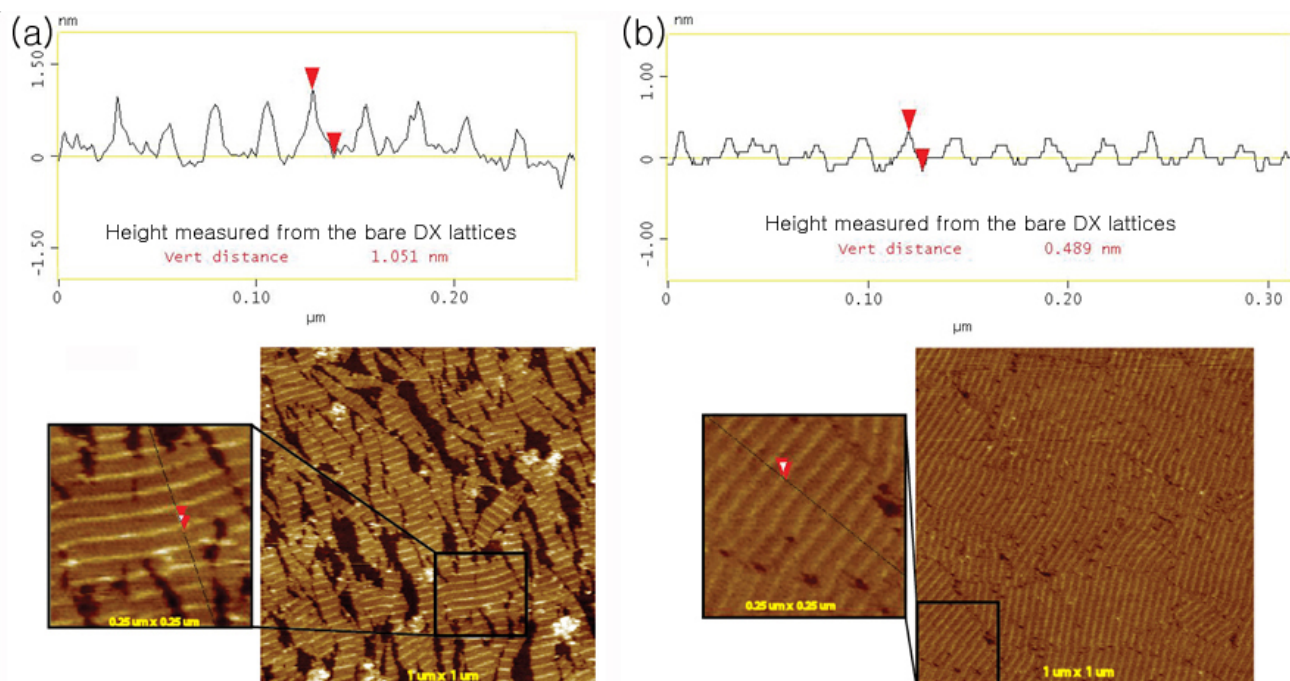 (a)
nm
1.50
0
-1.50
Height measured from the bare DX lattices
Vert distance 1.051 nm
0 0.10 0.20
µm
0.25 um x 0.25 um
1 um x 1 um
(b)
nm
1.00
0
-1.00
Height measured from the bare DX lattices
Vert distance 0.489 nm
0 0.10 0.20 0.30
µm
0.25 um x 0.25 um
1 um x 1 um